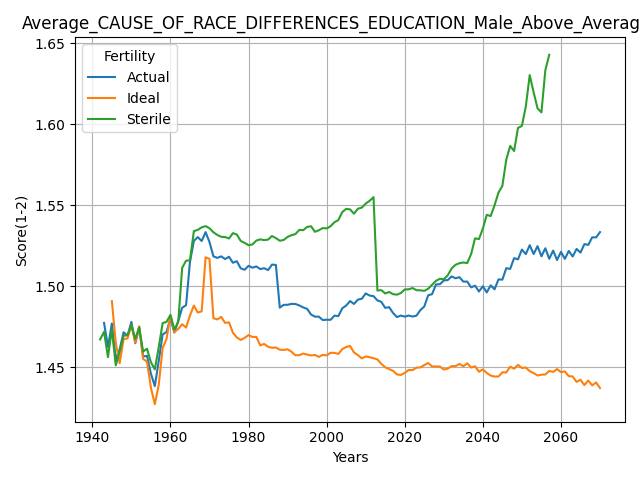 Average_CAUSE_OF_RACE_DIFFERENCES_EDUCATION_Male_Above_Averag
Fertility
Actual
Ideal
Sterile
Score(1-2)
1.65
1.60
1.55
1.50
1.45
1940 1960 1980 2000 2020 2040 2060
Years